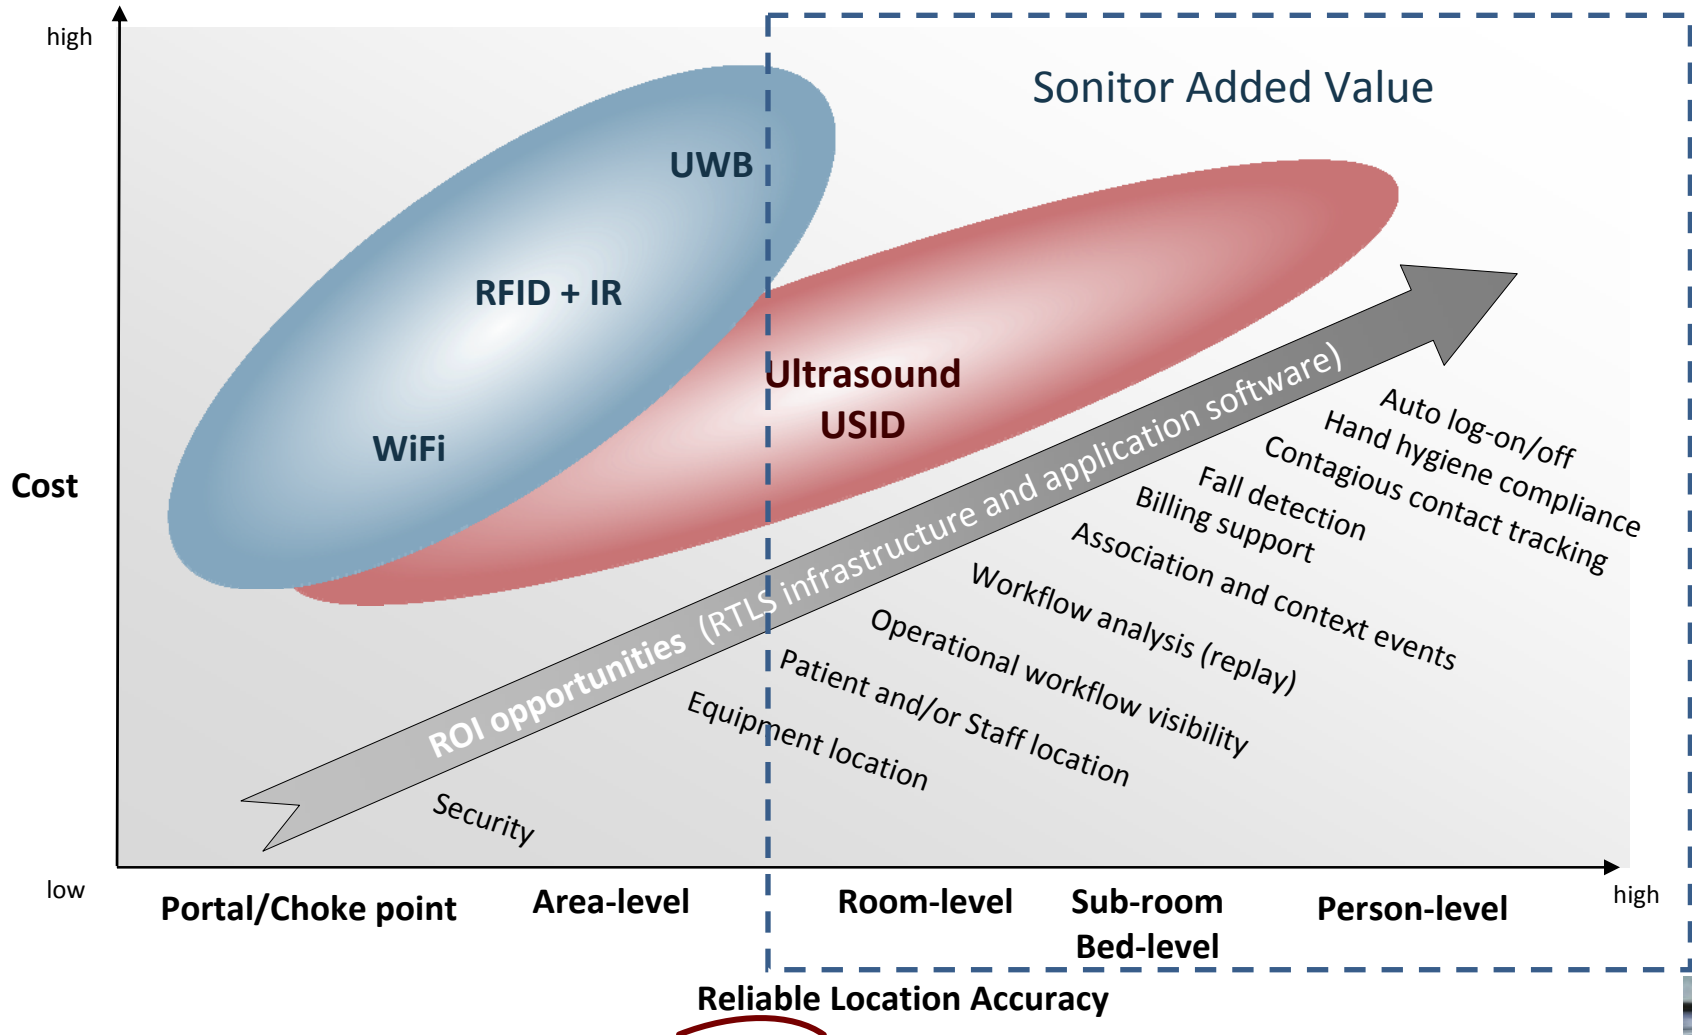 high
Sonitor Added Value
UWB
RFID + IR
Ultrasound
USID
WiFi
Cost
ROI opportunities (RTLS infrastructure and application software)
Auto log-on/off
Hand hygiene compliance
Contagious contact tracking
Fall detection
Billing support
Association and context events
Workflow analysis (replay)
Operational workflow visibility
Patient and/or Staff location
Equipment location
Security
low
high
Portal/Choke point
Area-level
Room-level
Sub-room
Bed-level
Person-level
Reliable Location Accuracy